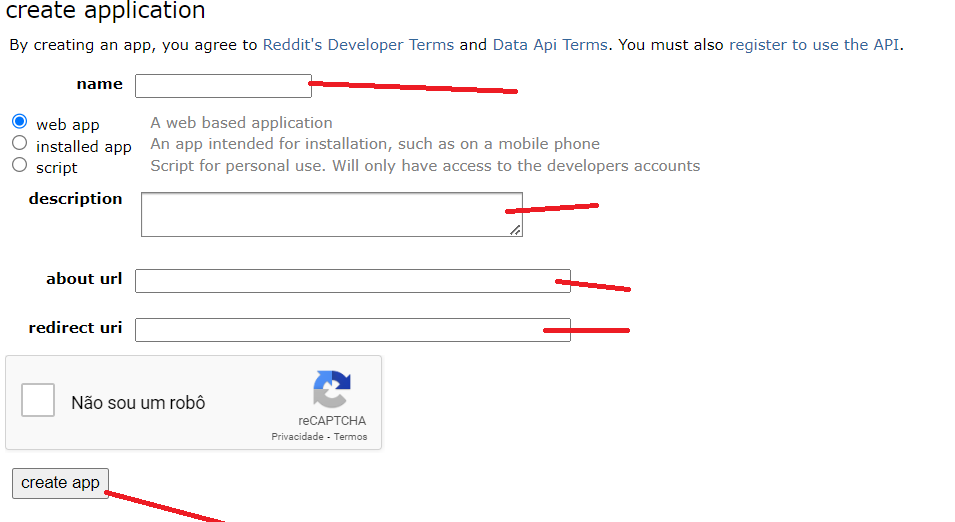 create application
By creating an app, you agree to Reddit's Developer Terms and Data Api Terms. You must also register to use the API.
name
web app A web based application
installed app An app intended for installation, such as on a mobile phone
script Script for personal use. Will only have access to the developers accounts
description
about url
redirect uri
Não sou um robô
reCAPTCHA
Privacidade - Termos
create app